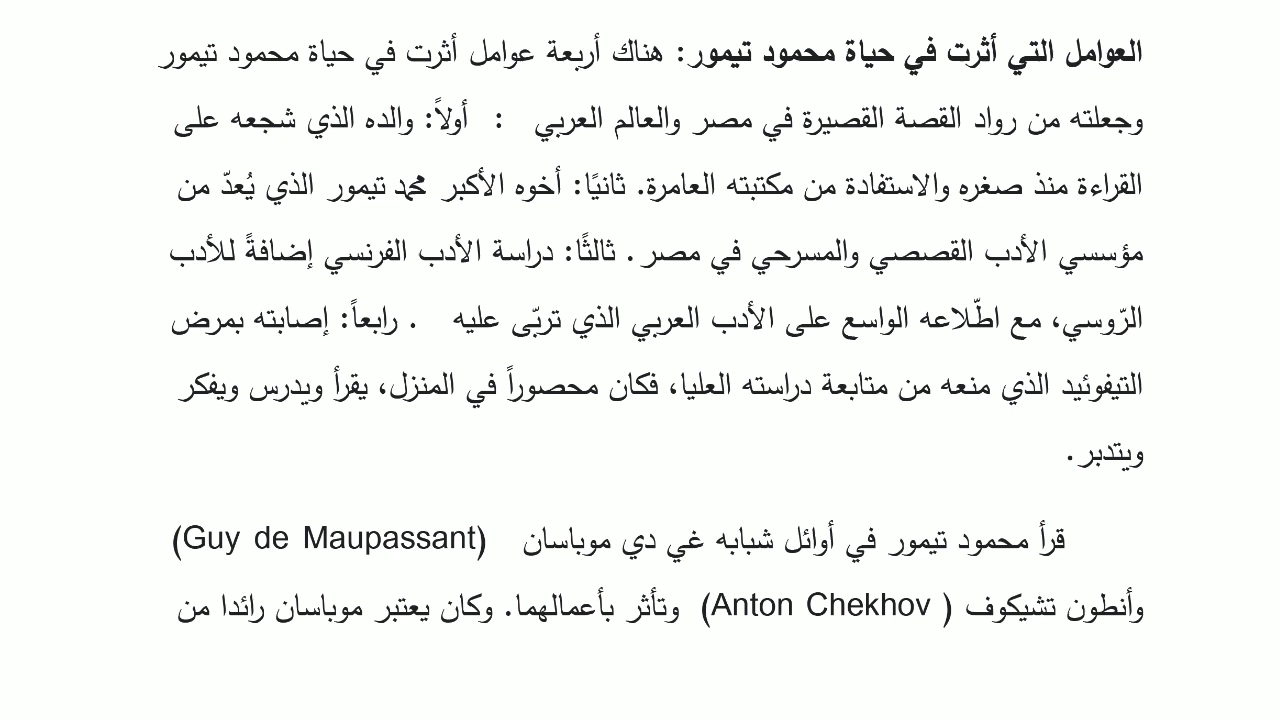 العوامل التي أثرت في حياة محمود تيمور: هناك أربعة عوامل أثرت في حياة محمود تيمور
وجعلته من رواد القصة القصيرة في مصر والعالم العربي : أولاً: والده الذي شجعه على
القراءة منذ صغره والاستفادة من مكتبته العامرة. ثانيًا: أخوه الأكبر محمد تيمور الذي يُعدّ من
مؤسسي الأدب القصصي والمسرحي في مصر. ثالثًا: دراسة الأدب الفرنسي إضافةً للأدب
الرّوسي، مع اطّلاعه الواسع على الأدب العربي الذي تربّى عليه . رابعاً: إصابته بمرض
التيفوئيد الذي منعه من متابعة دراسته العليا، فكان محصوراً في المنزل، يقرأ ويدرس ويفكر
ويتدبر.
قرأ محمود تيمور في أوائل شبابه غي دي موباسان (Guy de Maupassant)
وأنطون تشيكوف (Anton Chekhov ) وتأثر بأعمالهما. وكان يعتبر موباسان رائدا من